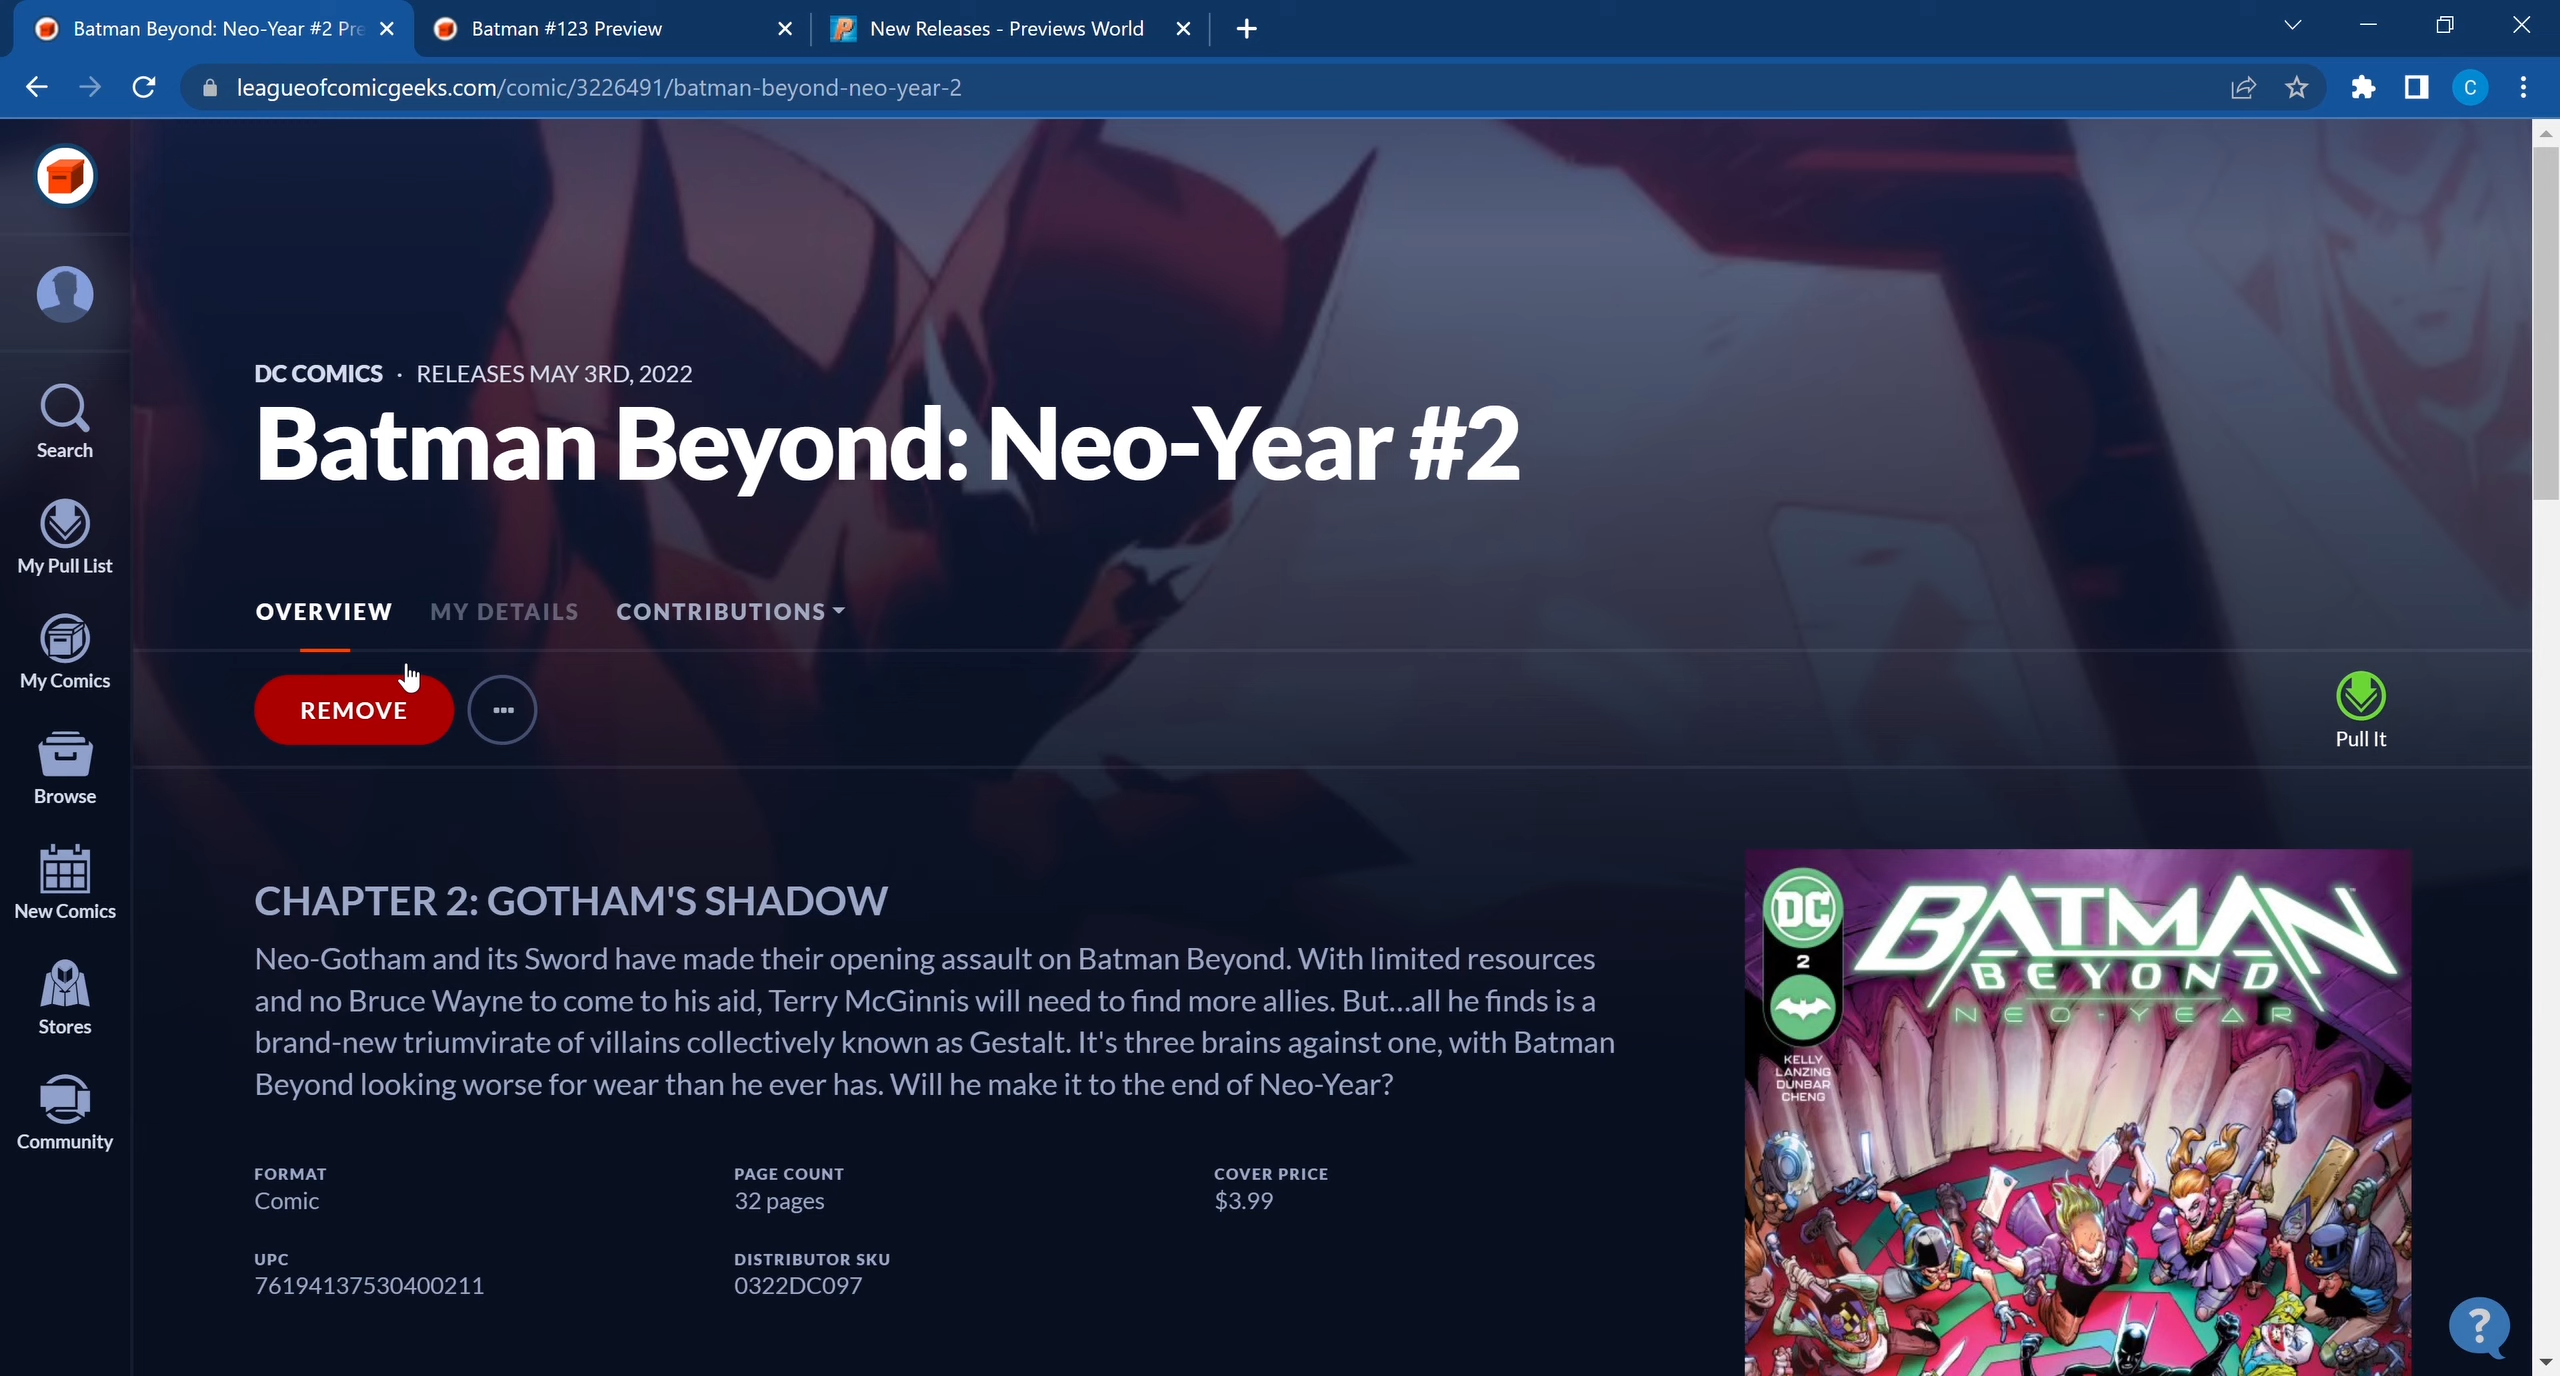 Batman Beyond: Neo-Year #2 Pre
Batman #123 Preview
New Releases - Previews World
leagueofcomicgeeks.com/comic/3226491/batman-beyond-neo-year-2
C
Search
My Pull List
My Comics
Browse
New Comics
Stores
Community
DC COMICS · RELEASES MAY 3RD, 2022
Batman Beyond: Neo-Year #2
OVERVIEW MY DETAILS CONTRIBUTIONS
REMOVE ...
Pull It
CHAPTER 2: GOTHAM'S SHADOW
Neo-Gotham and its Sword have made their opening assault on Batman Beyond. With limited resources
and no Bruce Wayne to come to his aid, Terry McGinnis will need to find more allies. But...all he finds is a
brand-new triumvirate of villains collectively known as Gestalt. It's three brains against one, with Batman
Beyond looking worse for wear than he ever has. Will he make it to the end of Neo-Year?
FORMAT
Comic
PAGE COUNT
32 pages
COVER PRICE
$3.99
UPC
76194137530400211
DISTRIBUTOR SKU
0322DC097
DC
2
KELLY
LANZING
DUNBAR
CHENG
BATMAN
BEYOND
NEO-YEAR
?